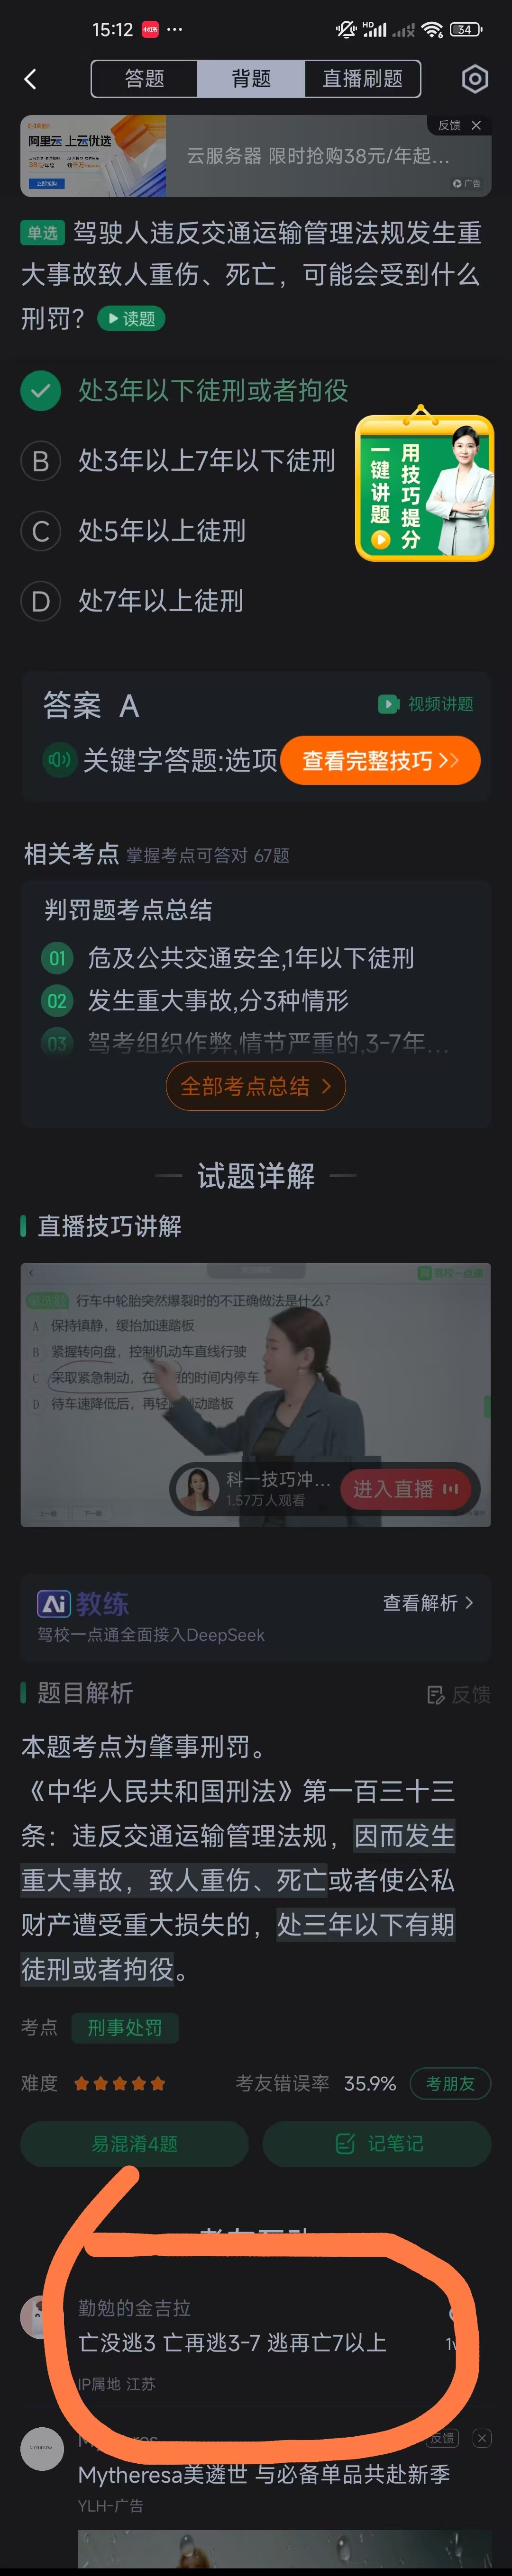 15:12
HD
34
答题
背题
直播刷题
阿里云 上云优选
38元/年起
立即抢购
云服务器 限时抢购38元/年起...
反馈
广告
单选 驾驶人违反交通运输管理法规发生重
大事故致人重伤、死亡，可能会受到什么
刑罚？ 读题
处3年以下徒刑或者拘役
B 处3年以上7年以下徒刑
C 处5年以上徒刑
D 处7年以上徒刑
用技巧提分
一键讲题
答案 A
视频讲题
关键字答题:选项
查看完整技巧
相关考点 掌握考点可答对 67题
判罚题考点总结
01 危及公共交通安全,1年以下徒刑
02 发生重大事故,分3种情形
03 驾考组织作弊,情节严重的,3-7年...
全部考点总结
试题详解
直播技巧讲解
驾校一点通
行车中轮胎突然爆裂时的不正确做法是什么?
A 保持镇静，缓抬加速踏板
B 紧握转向盘，控制机动车直线行驶
C 采取紧急制动，在 的时间内停车
D 待车速降低后，再轻 动踏板
科一技巧冲...
1.57万人观看
进入直播
Ai 教练
查看解析
驾校一点通全面接入DeepSeek
题目解析
反馈
本题考点为肇事刑罚。
《中华人民共和国刑法》第一百三十三
条：违反交通运输管理法规，因而发生
重大事故，致人重伤、死亡或者使公私
财产遭受重大损失的，处三年以下有期
徒刑或者拘役。
考点 刑事处罚
难度
考友错误率 35.9% 考朋友
易混淆4题
记笔记
勤勉的金吉拉
亡没逃3 亡再逃3-7 逃再亡7以上
IP属地 江苏
反馈
MYTHERESA
Mytheresa美遴世 与必备单品共赴新季
YLH-广告